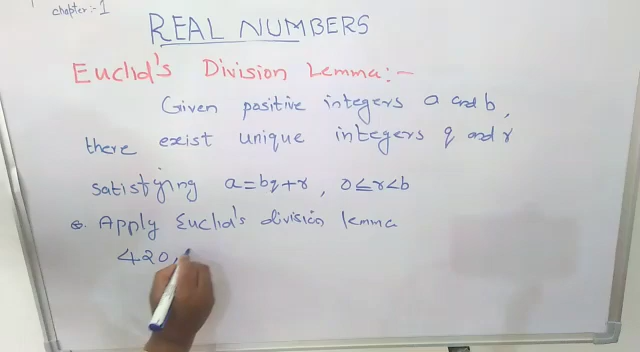 chapter:-1
REAL NUMBERS
Euclid's Division Lemma:-
Given positive integers a and b,
there exist unique integers q and r
satisfying a=bq+r, 0≤r<b
Q. Apply Euclid's division lemma
420,